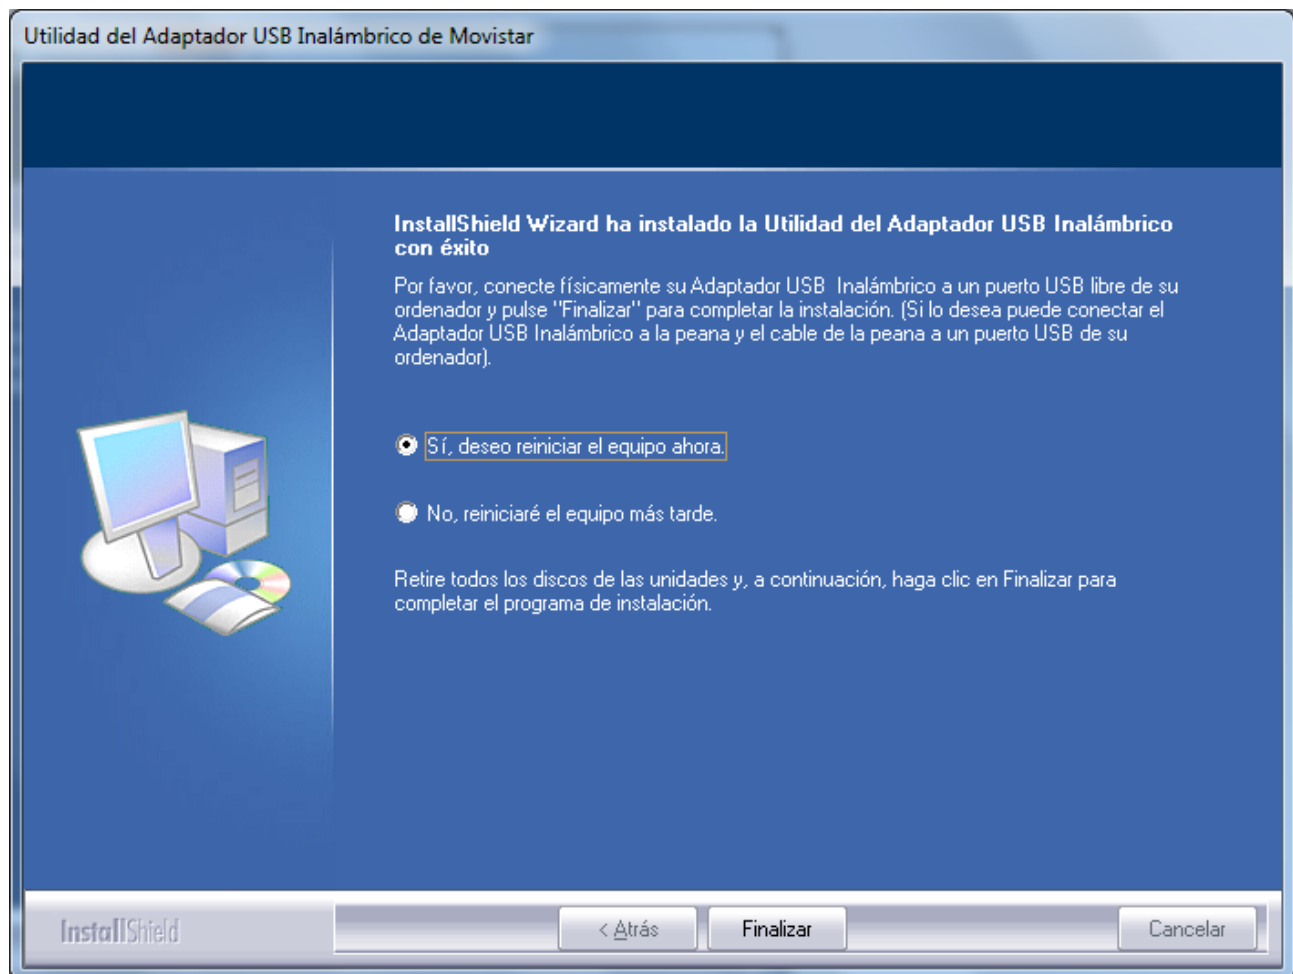 Utilidad del Adaptador USB Inalámbrico de Movistar
InstallShield Wizard ha instalado la Utilidad del Adaptador USB Inalámbrico
con éxito
Por favor, conecte físicamente su Adaptador USB  Inalámbrico a un puerto USB libre de su
ordenador y pulse "Finalizar" para completar la instalación. (Si lo desea puede conectar el
Adaptador USB Inalámbrico a la peana y el cable de la peana a un puerto USB de su
ordenador).
Sí, deseo reiniciar el equipo ahora.
No, reiniciaré el equipo más tarde.
Retire todos los discos de las unidades y, a continuación, haga clic en Finalizar para
completar el programa de instalación.
InstallShield
< Atrás
Finalizar
Cancelar